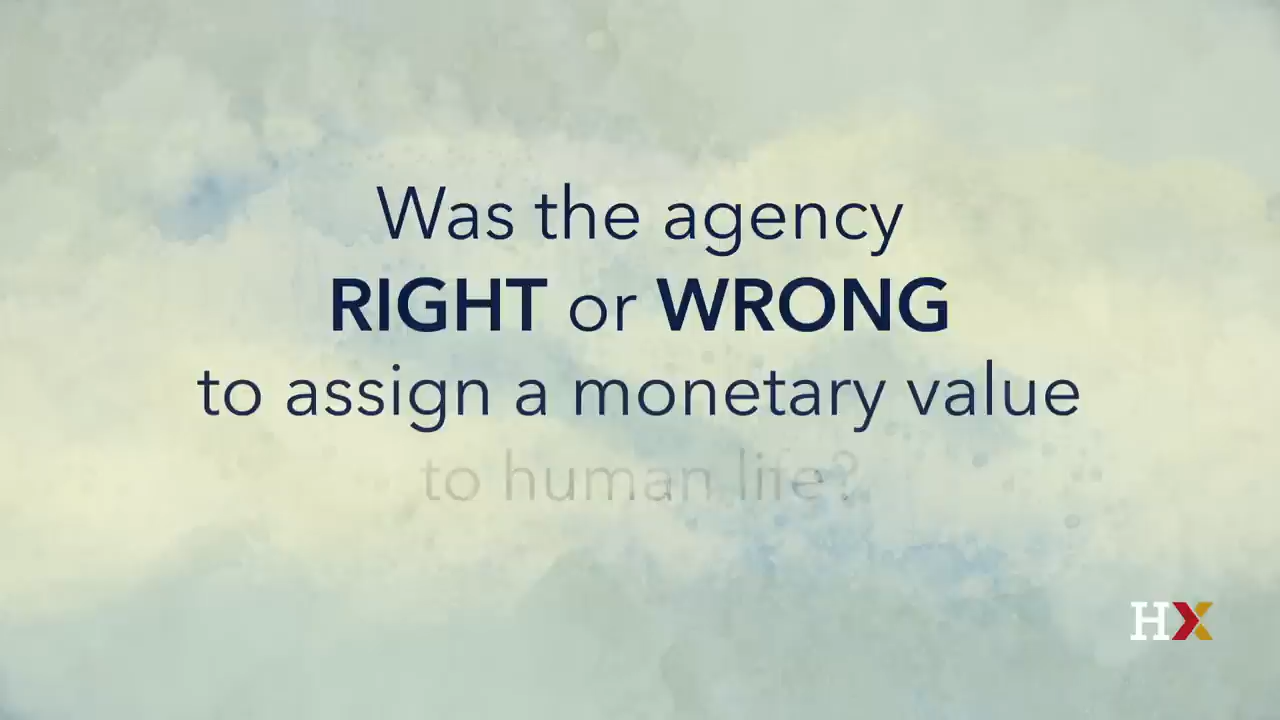 Was the agency
RIGHT or WRONG
to assign a monetary value
to human life?
HX